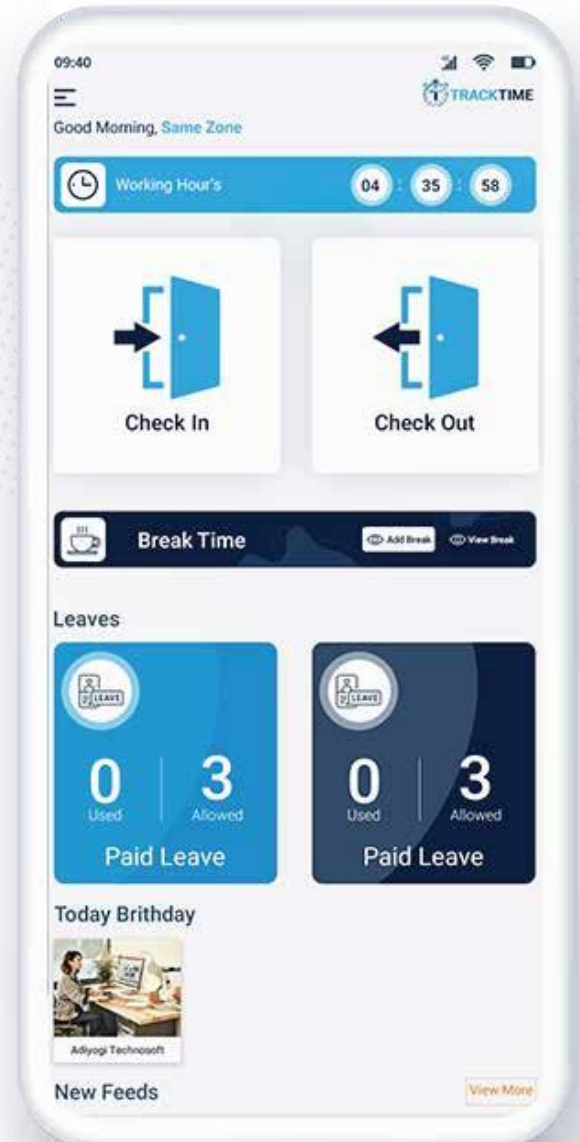 09:40
TRACKTIME
Good Morning, Same Zone
Working Hour's 04 : 35 : 58
Check In Check Out
Break Time Add Break View Break
Leaves
LEAVE LEAVE
0 3 0 3
Used Allowed Used Allowed
Paid Leave Paid Leave
Today Brithday
Adiyogi Technosoft
New Feeds View More